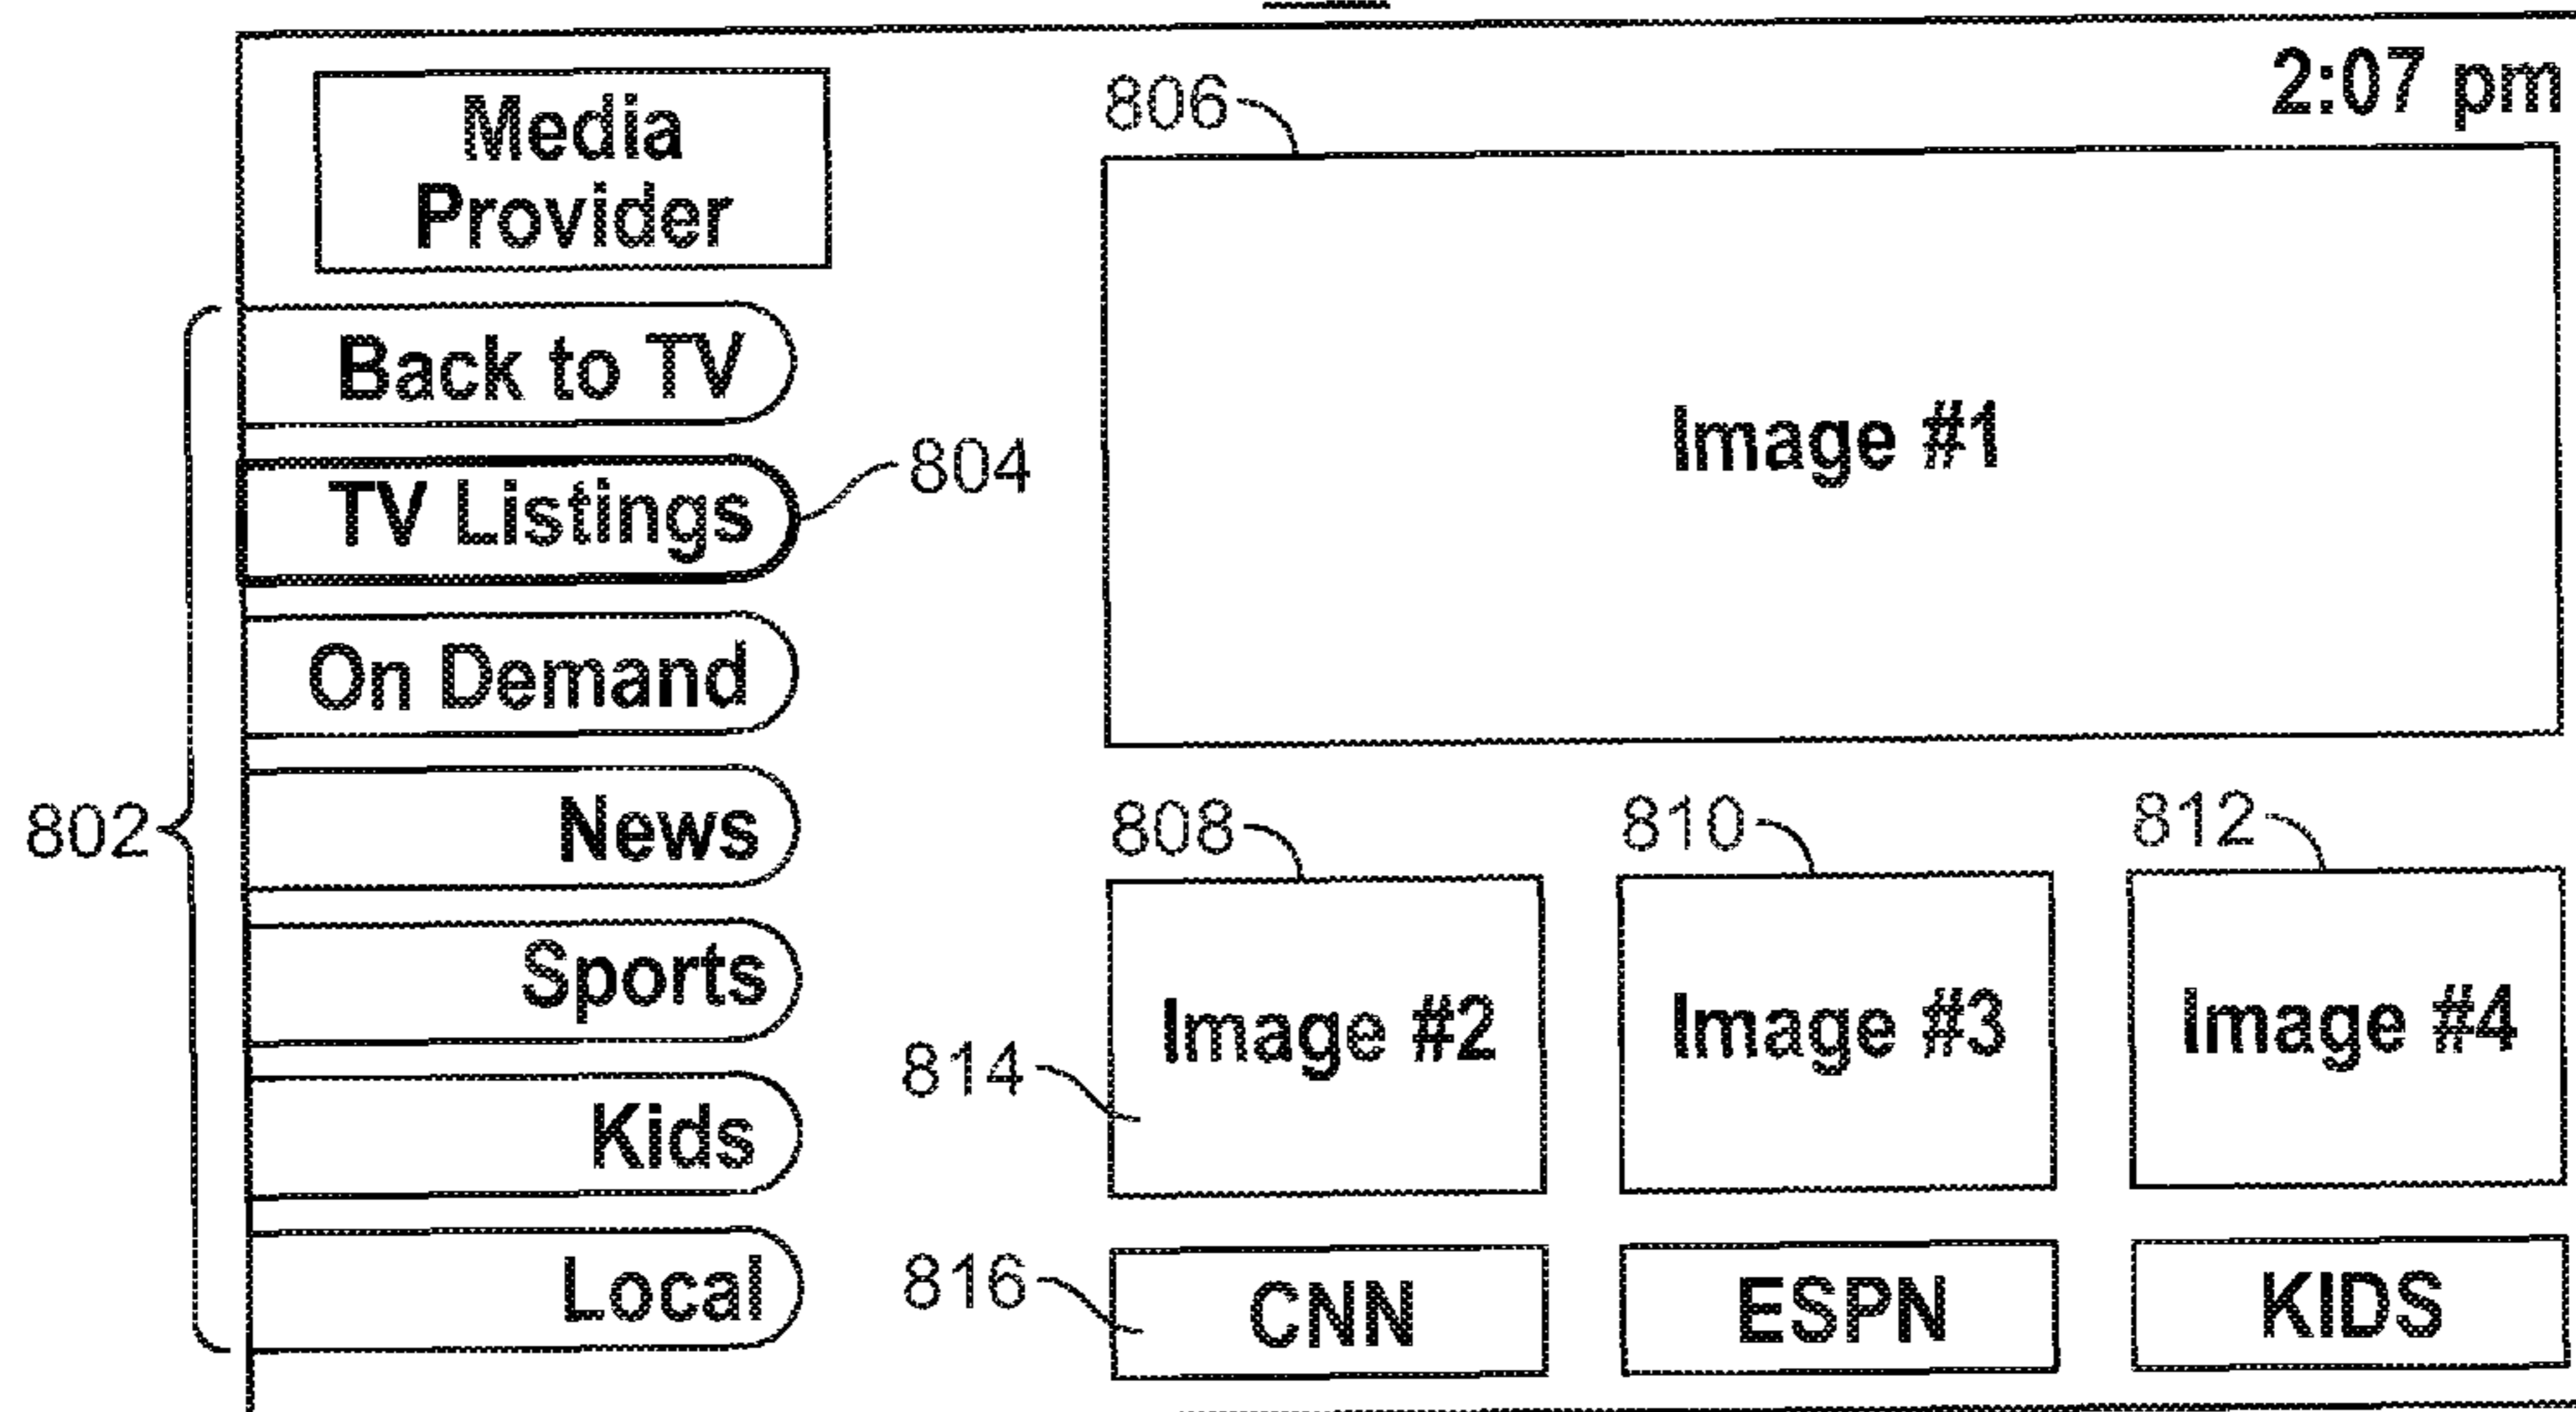 2:07 pm
Media
Provider
806
Back to TV
Image #1
TV Listings
804
On Demand
802
News
808
810
812
Sports
Image #2
Image #3
Image #4
814
Kids
Local
816
CNN
ESPN
KIDS